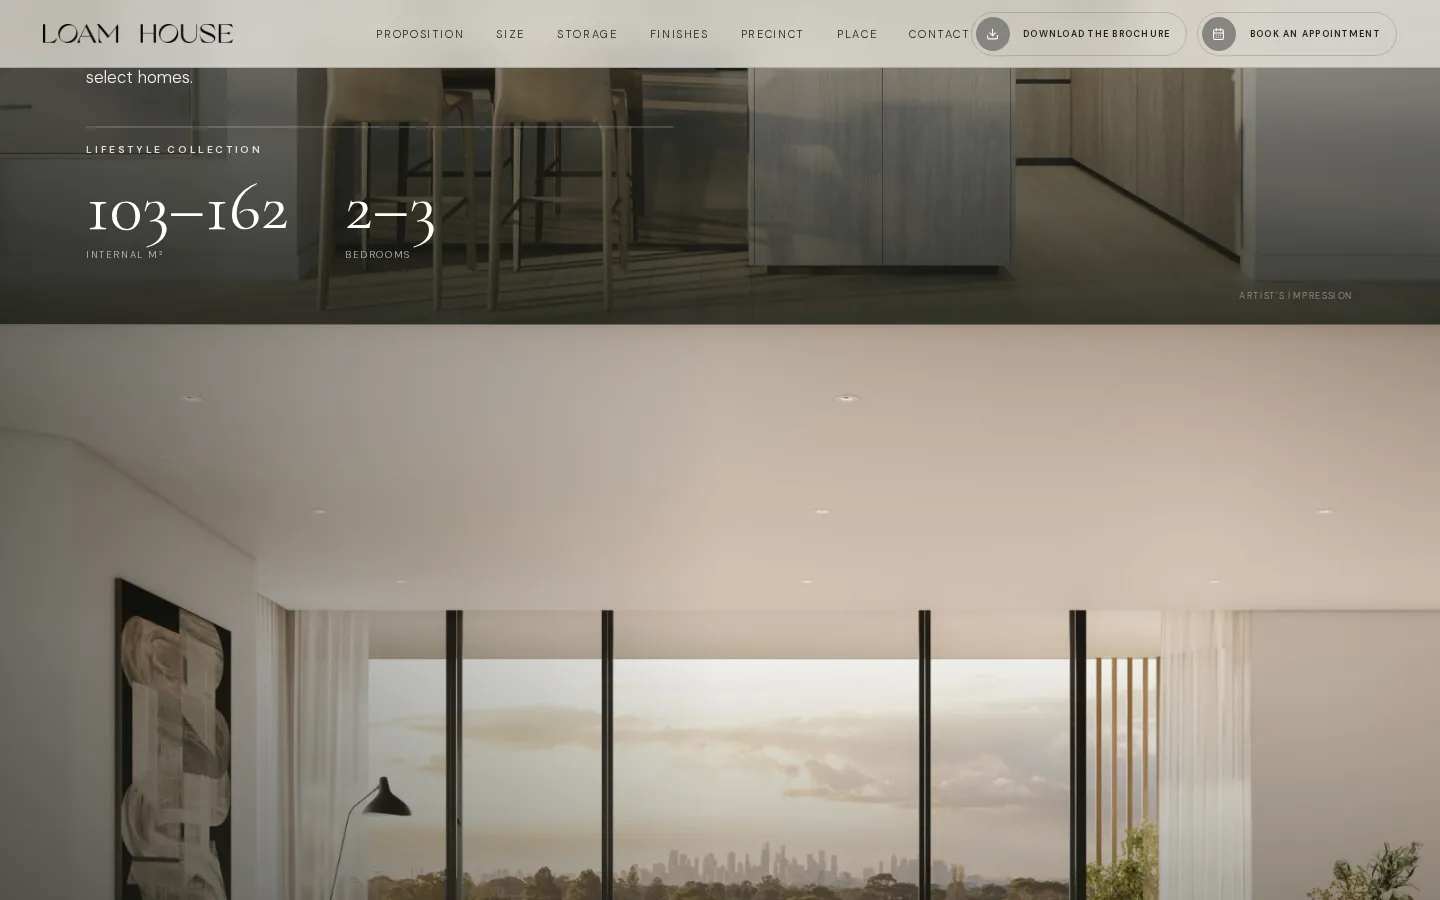 LOAM HOUSE
PROPOSITION
SIZE
STORAGE
FINISHES
PRECINCT
PLACE
CONTACT
DOWNLOAD THE BROCHURE
BOOK AN APPOINTMENT
select homes.
LIFESTYLE COLLECTION
103–162
2–3
INTERNAL M²
BEDROOMS
ARTIST'S IMPRESSION